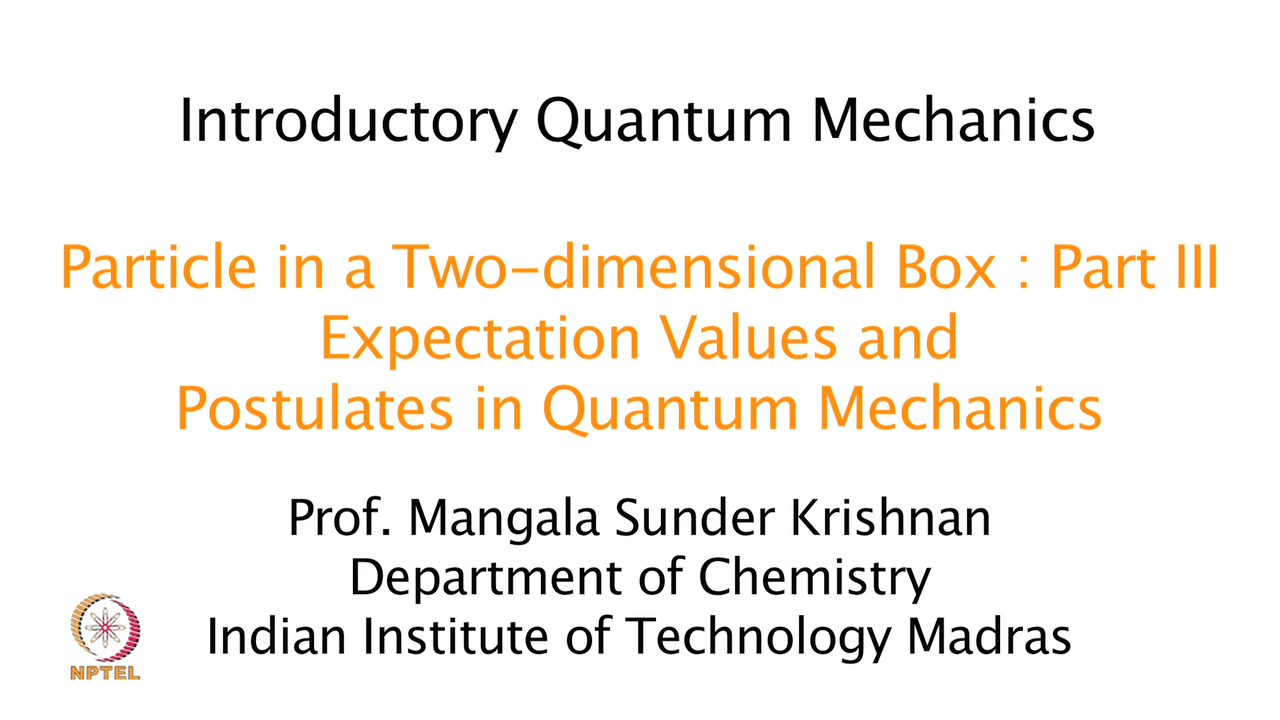 Introductory Quantum Mechanics
Particle in a Two-dimensional Box : Part III
Expectation Values and
Postulates in Quantum Mechanics
Prof. Mangala Sunder Krishnan
Department of Chemistry
Indian Institute of Technology Madras
NPTEL